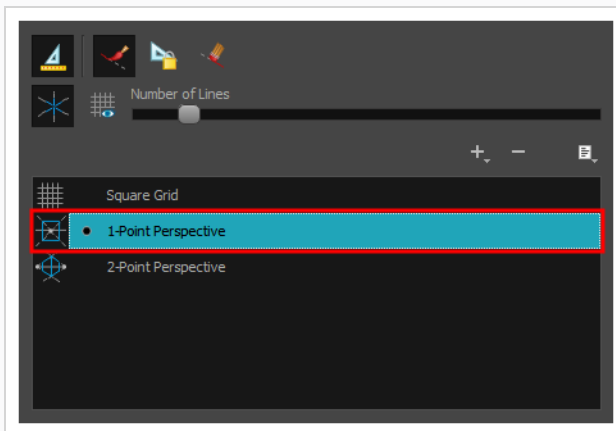 Number of Lines
Square Grid
1-Point Perspective
2-Point Perspective